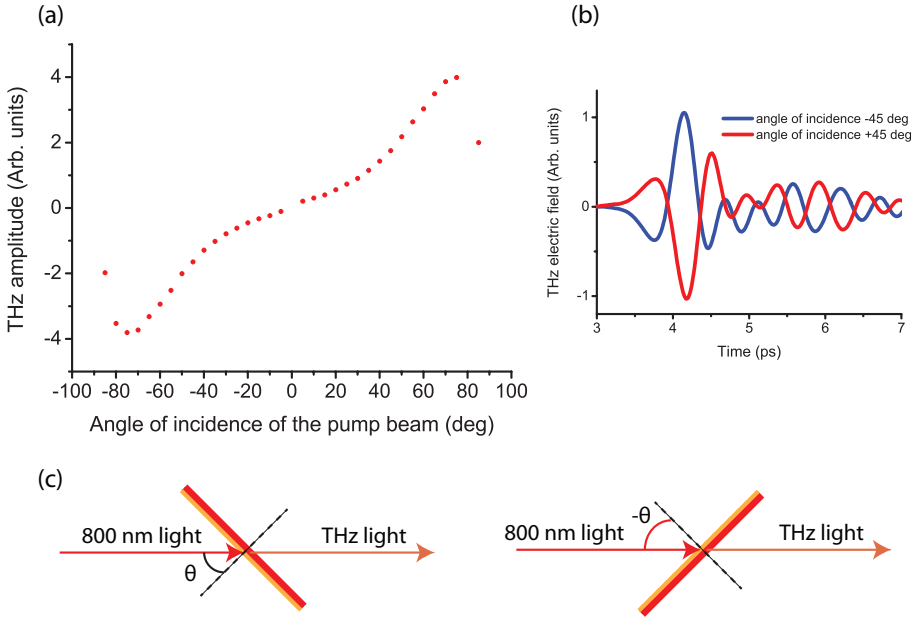 (a)
THz amplitude (Arb. units)
4
2
0
-2
-4
-100 -80 -60 -40 -20 0 20 40 60 80 100
Angle of incidence of the pump beam (deg)
(b)
THz electric field (Arb. units)
1
0
-1
angle of incidence -45 deg
angle of incidence +45 deg
3 4 5 6 7
Time (ps)
(c)
800 nm light
THz light
θ
800 nm light
-θ
THz light